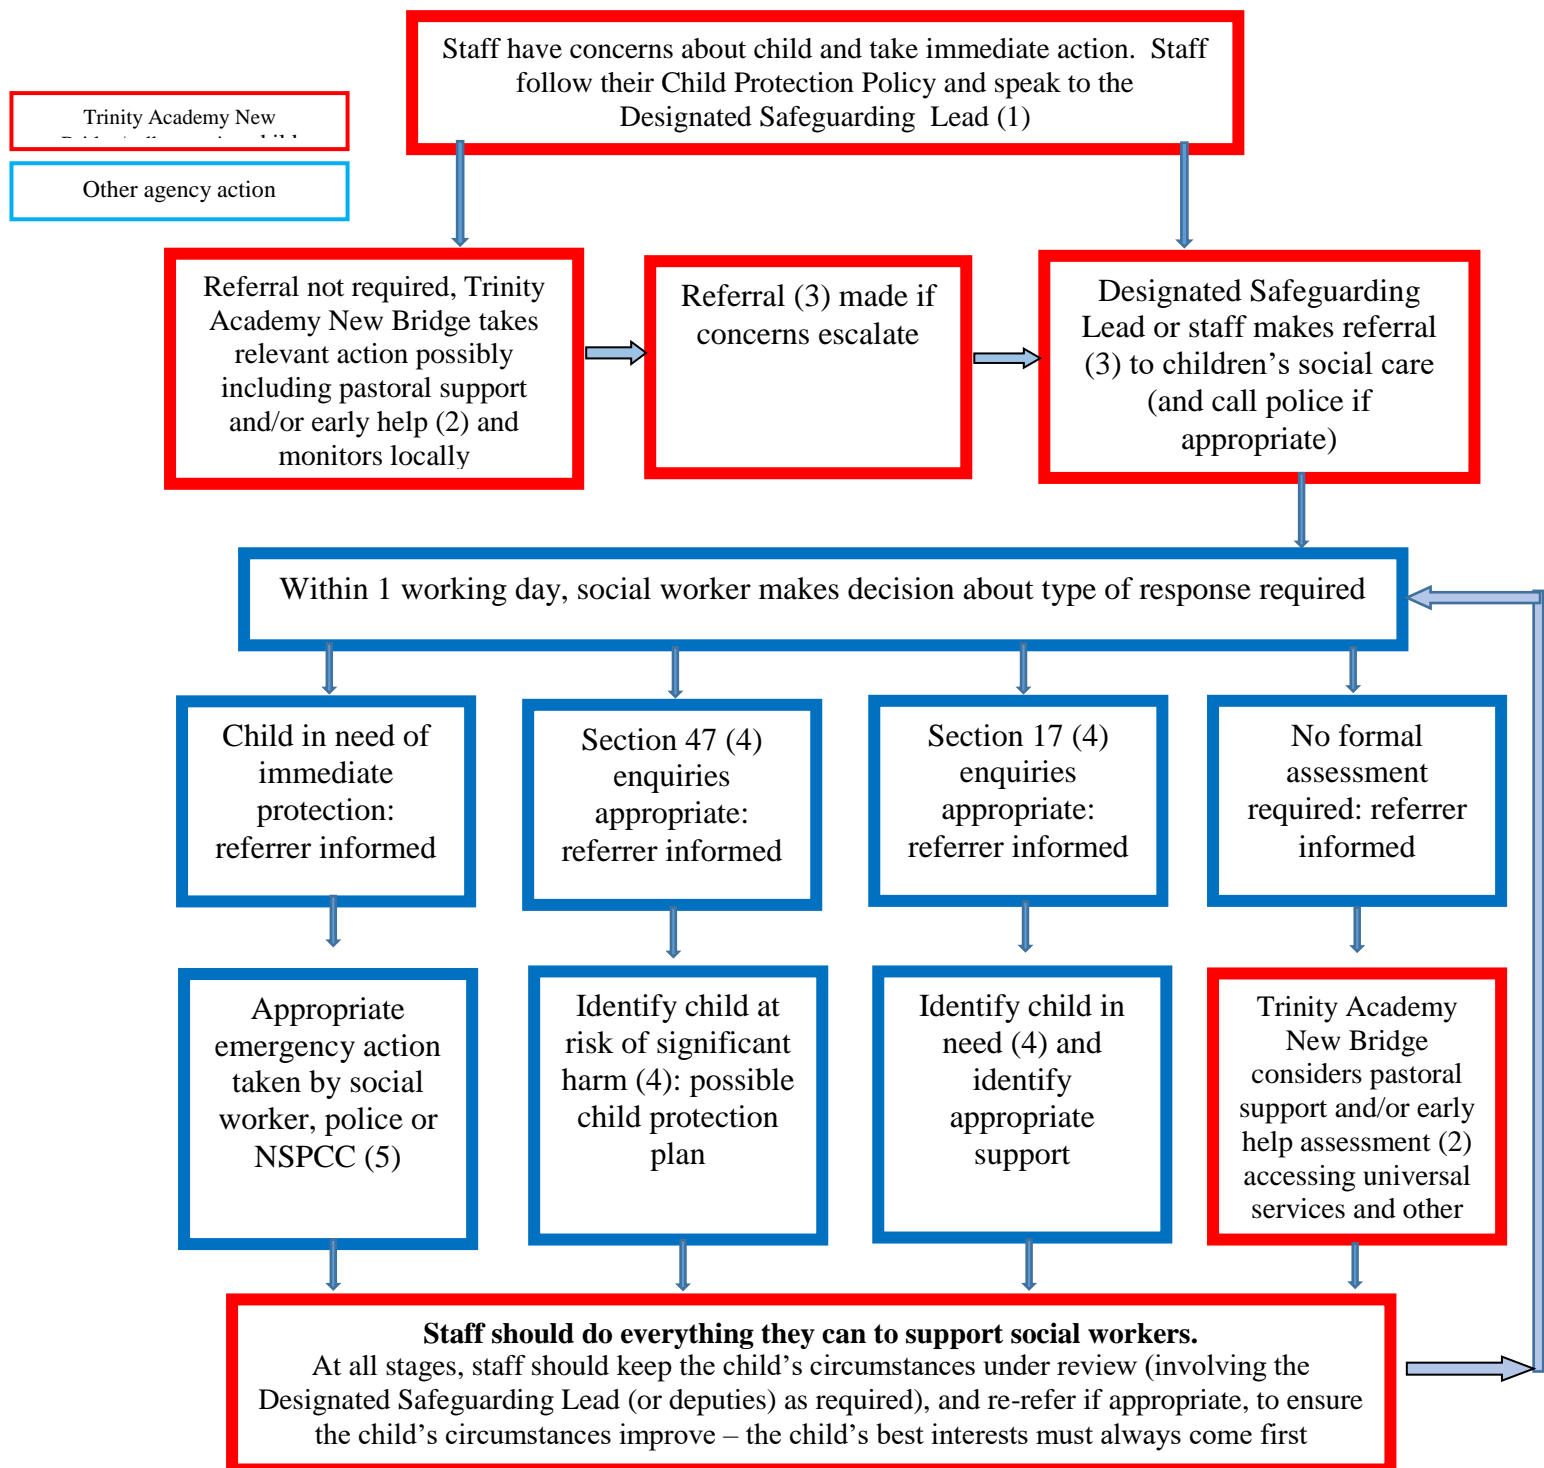 Staff have concerns about child and take immediate action.  Staff
follow their Child Protection Policy and speak to the
Designated Safeguarding  Lead (1)
Trinity Academy New
Other agency action
Referral not required, Trinity
Academy New Bridge takes
relevant action possibly
including pastoral support
and/or early help (2) and
monitors locally
Referral (3) made if
concerns escalate
Designated Safeguarding
Lead or staff makes referral
(3) to children’s social care
(and call police if
appropriate)
Within 1 working day, social worker makes decision about type of response required
Child in need of
immediate
protection:
referrer informed
Section 47 (4)
enquiries
appropriate:
referrer informed
Section 17 (4)
enquiries
appropriate:
referrer informed
No formal
assessment
required: referrer
informed
Appropriate
emergency action
taken by social
worker, police or
NSPCC (5)
Identify child at
risk of significant
harm (4): possible
child protection
plan
Identify child in
need (4) and
identify
appropriate
support
Trinity Academy
New Bridge
considers pastoral
support and/or early
help assessment (2)
accessing universal
services and other
Staff should do everything they can to support social workers.
At all stages, staff should keep the child’s circumstances under review (involving the
Designated Safeguarding Lead (or deputies) as required), and re-refer if appropriate, to ensure
the child’s circumstances improve – the child’s best interests must always come first